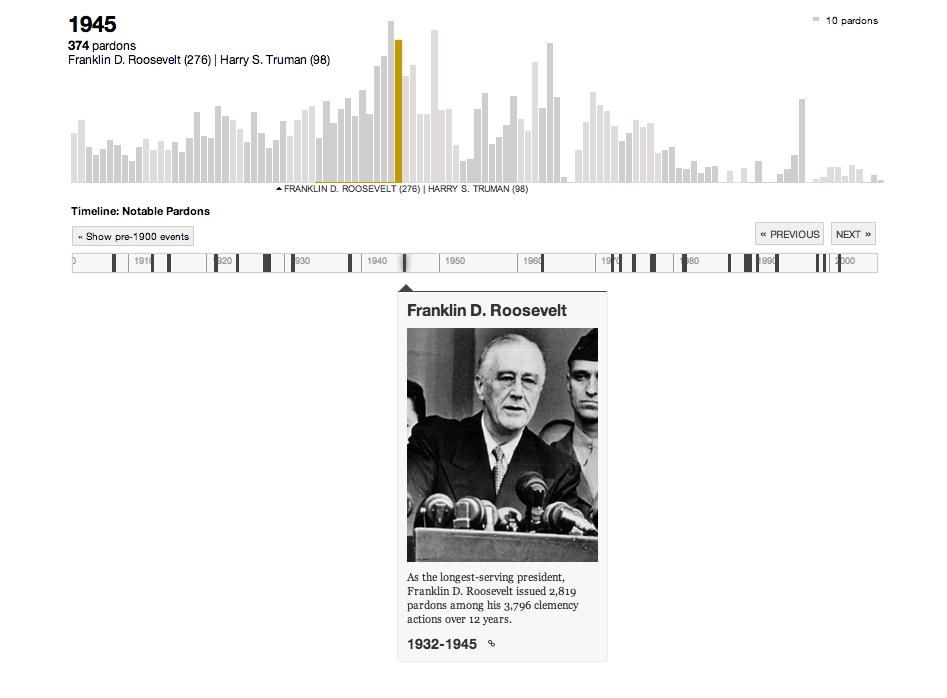 1945
10 pardons
374 pardons
Franklin D. Roosevelt (276) | Harry S. Truman (98)
FRANKLIN D. ROOSEVELT (276) | HARRY S. TRUMAN (98)
Timeline: Notable Pardons
« Show pre-1900 events
« PREVIOUS NEXT »
0 1910 1920 1930 1940 1950 1960 1970 1980 1990 2000
Franklin D. Roosevelt
As the longest-serving president,
Franklin D. Roosevelt issued 2,819
pardons among his 3,796 clemency
actions over 12 years.
1932-1945